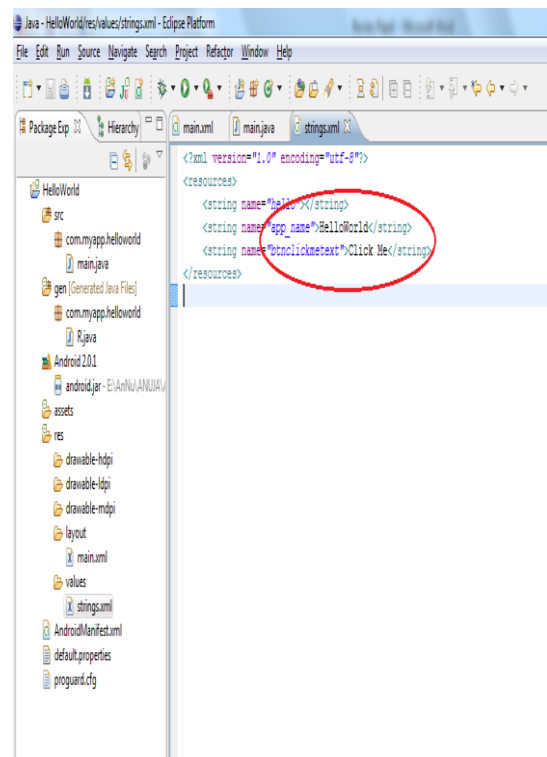 Java - HelloWorld/res/values/strings.xml - Eclipse Platform
File Edit Run Source Navigate Search Project Refactor Window Help
Package Exp Hierarchy main.xml main.java strings.xml
<?xml version="1.0" encoding="utf-8"?>
<resources>
<string name="hello"></string>
<string name="app_name">HelloWorld</string>
<string name="btnclickmetext">Click Me</string>
</resources>
HelloWorld
src
com.myapp.helloworld
main.java
gen [Generated Java Files]
com.myapp.helloworld
R.java
Android 2.0.1
android.jar - E:\AnNu\ANUJA\
assets
res
drawable-hdpi
drawable-ldpi
drawable-mdpi
layout
main.xml
values
strings.xml
AndroidManifest.xml
default.properties
proguard.cfg